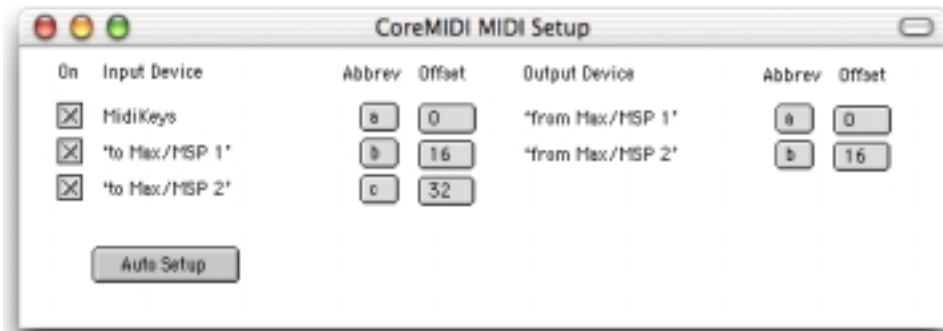 CoreMIDI MIDI Setup
On Input Device Abbrev Offset Output Device Abbrev Offset
MidiKeys a 0 "from Max/MSP 1" a 0
"to Max/MSP 1" b 16 "from Max/MSP 2" b 16
"to Max/MSP 2" c 32
Auto Setup